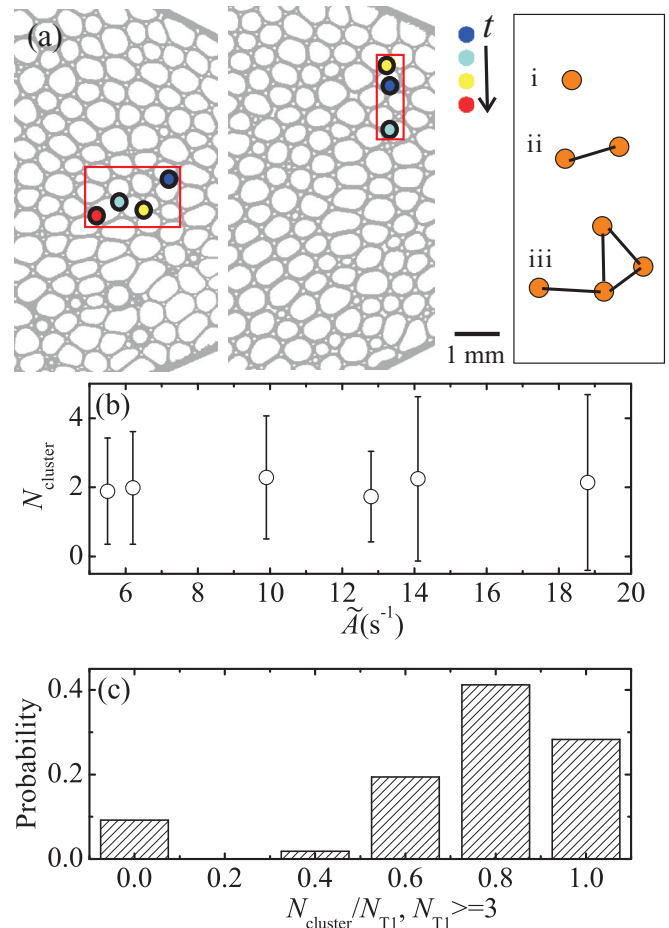 (a)
t
i
ii
iii
1 mm
(b)
4
2
0
N_cluster
6 8 10 12 14 16 18 20
Ã(s⁻¹)
(c)
0.4
0.2
0.0
Probability
0.0 0.2 0.4 0.6 0.8 1.0
N_cluster/N_T1, N_T1>=3